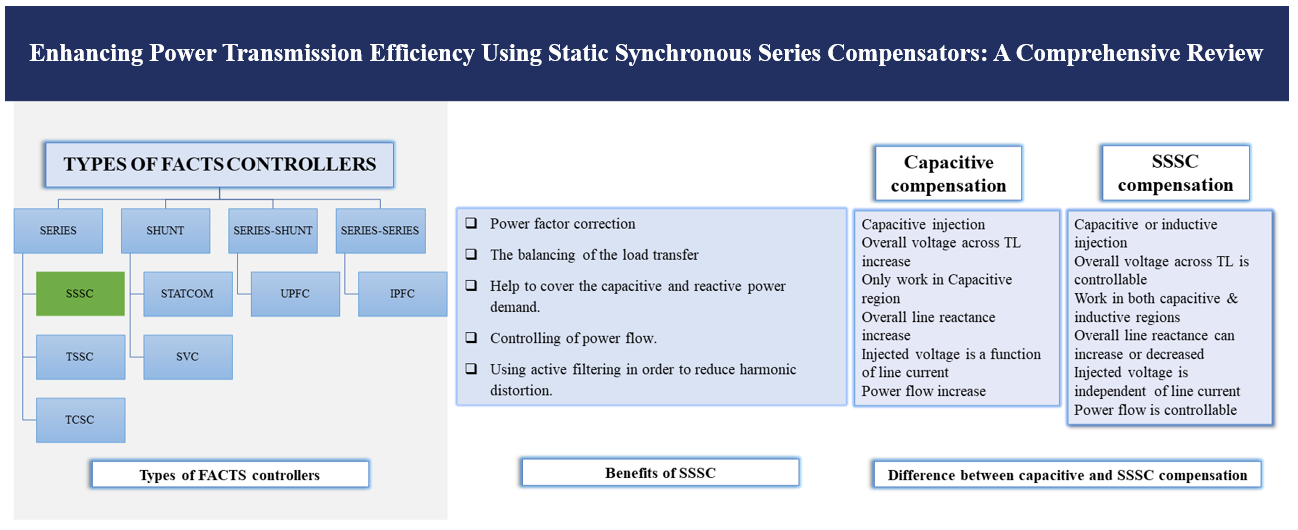 Enhancing Power Transmission Efficiency Using Static Synchronous Series Compensators: A Comprehensive Review
TYPES OF FACTS CONTROLLERS
SERIES
SHUNT
SERIES-SHUNT
SERIES-SERIES
SSSC
STATCOM
UPFC
IPFC
TSSC
SVC
TCSC
Types of FACTS controllers
❑ Power factor correction
❑ The balancing of the load transfer
❑ Help to cover the capacitive and reactive power
demand.
❑ Controlling of power flow.
❑ Using active filtering in order to reduce harmonic
distortion.
Benefits of SSSC
Capacitive
compensation
Capacitive injection
Overall voltage across TL
increase
Only work in Capacitive
region
Overall line reactance
increase
Injected voltage is a function
of line current
Power flow increase
SSSC
compensation
Capacitive or inductive
injection
Overall voltage across TL is
controllable
Work in both capacitive &
inductive regions
Overall line reactance can
increase or decreased
Injected voltage is
independent of line current
Power flow is controllable
Difference between capacitive and SSSC compensation